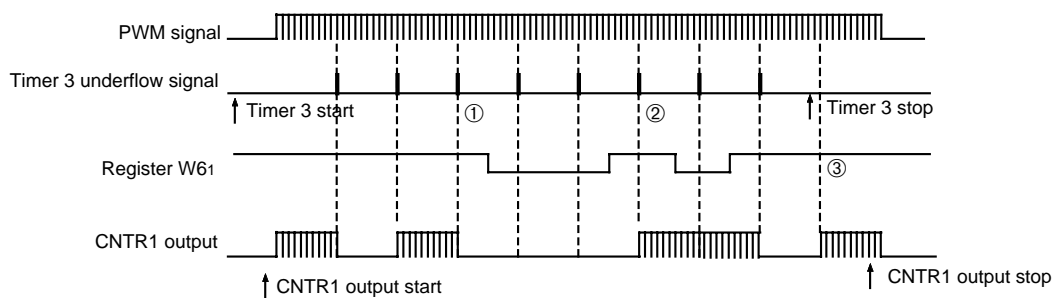 PWM signal
Timer 3 underflow signal
Timer 3 start
①
②
Timer 3 stop
Register W61
③
CNTR1 output
CNTR1 output start
CNTR1 output stop